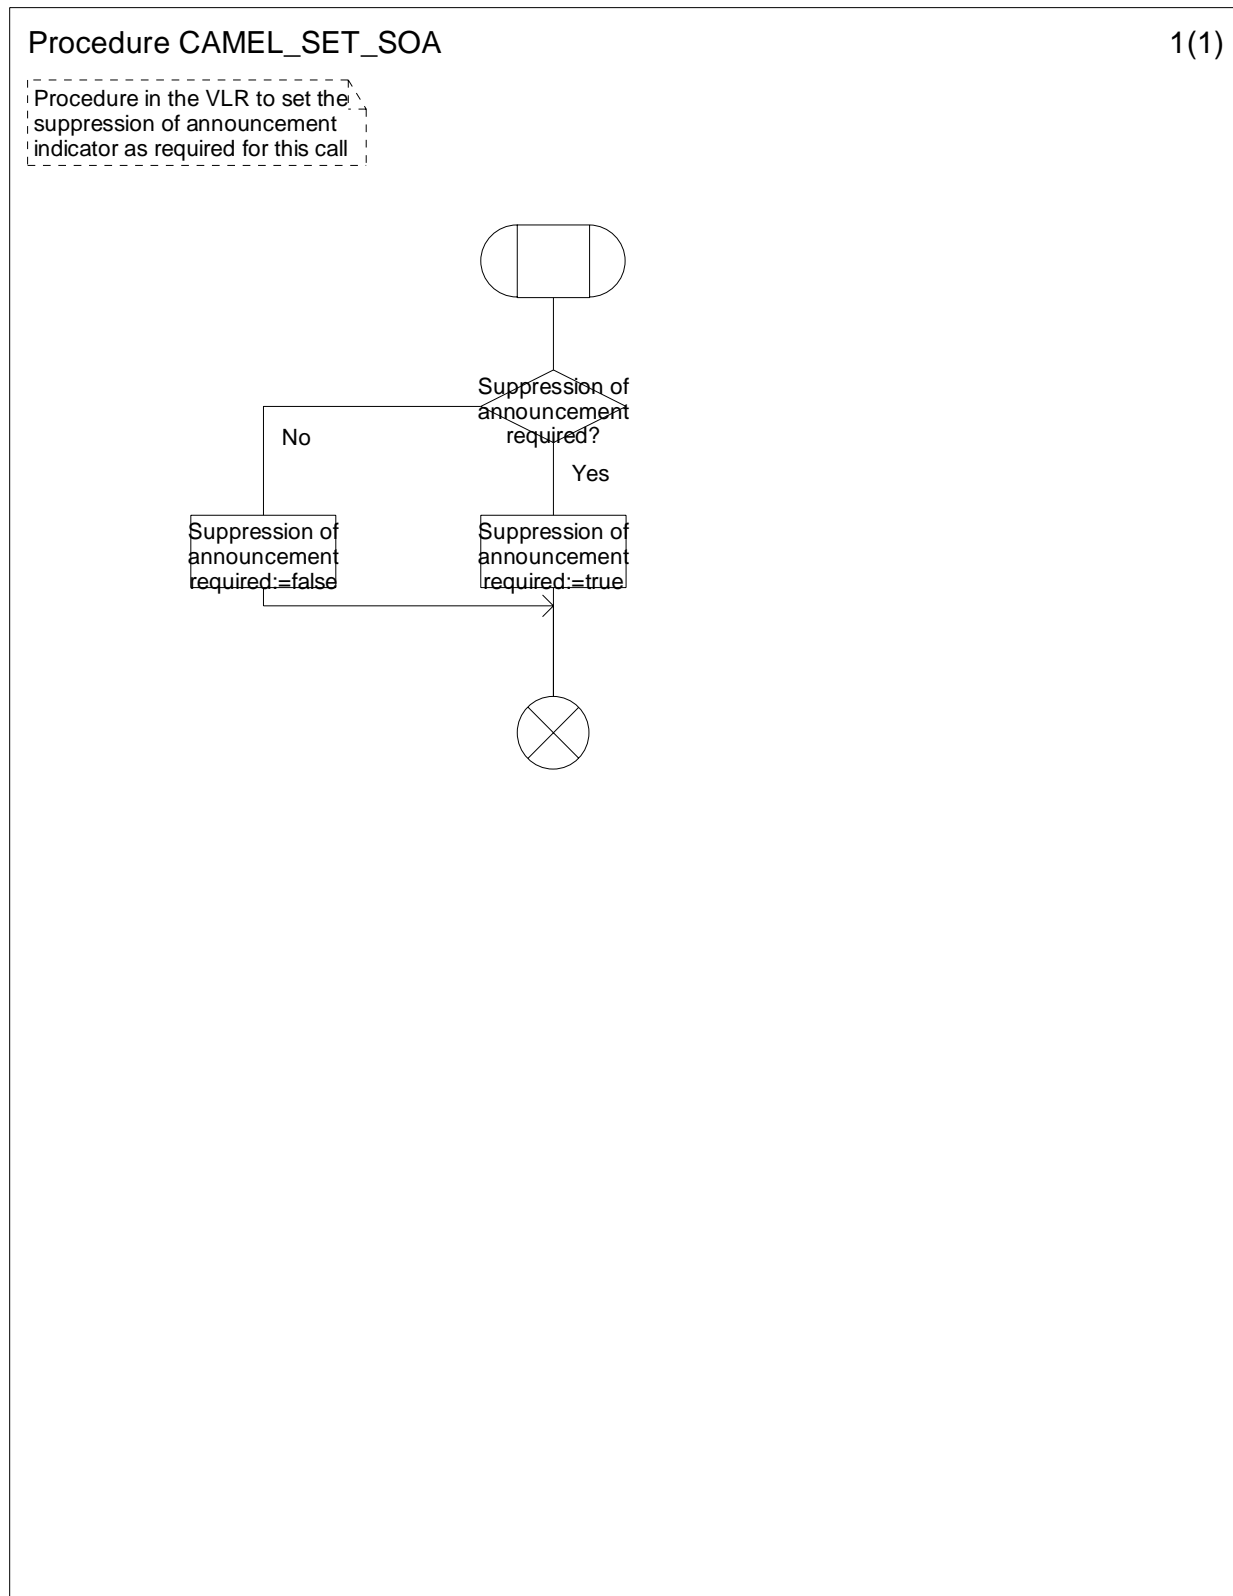 Procedure CAMEL_SET_SOA
1(1)
Procedure in the VLR to set the
suppression of announcement
indicator as required for this call
Suppression of
announcement
required?
No
Yes
Suppression of
announcement
required:=false
Suppression of
announcement
required:=true